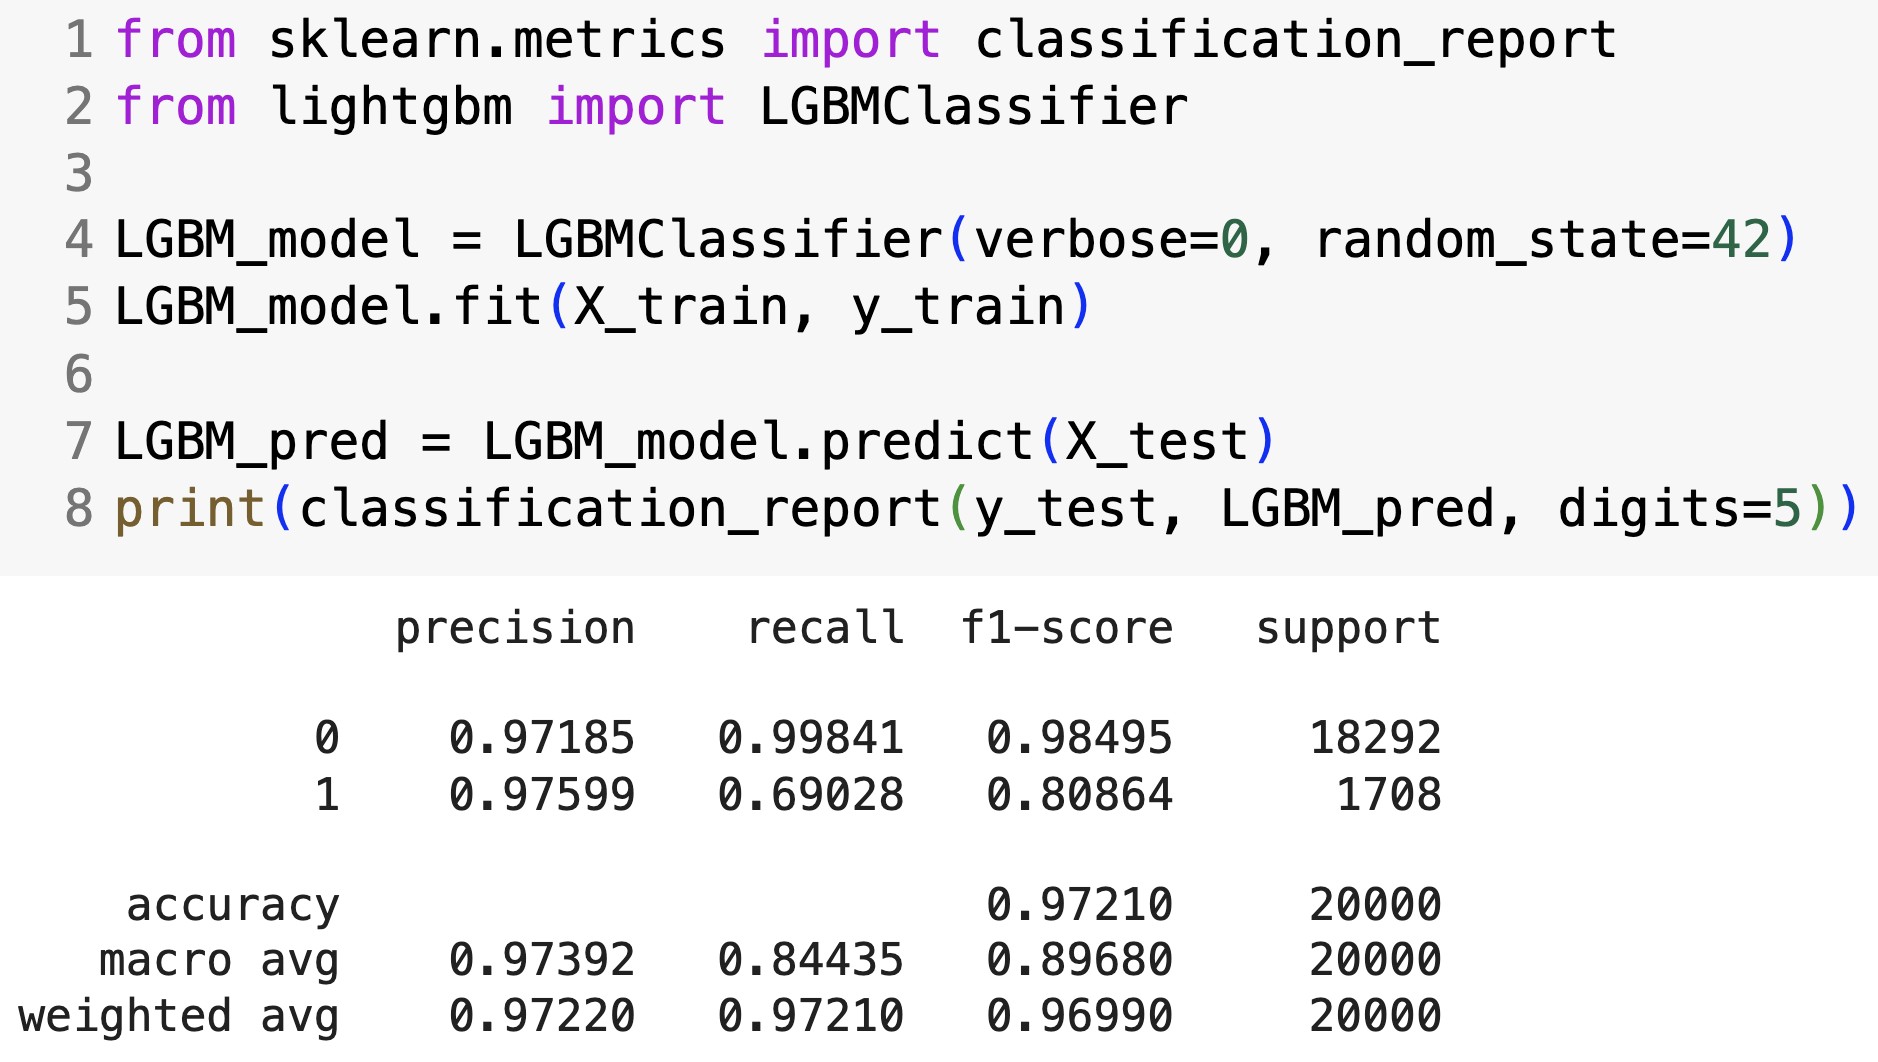 1 from sklearn.metrics import classification_report
2 from lightgbm import LGBMClassifier
3
4 LGBM_model = LGBMClassifier(verbose=0, random_state=42)
5 LGBM_model.fit(X_train, y_train)
6
7 LGBM_pred = LGBM_model.predict(X_test)
8 print(classification_report(y_test, LGBM_pred, digits=5))
precision recall f1-score support
0 0.97185 0.99841 0.98495 18292
1 0.97599 0.69028 0.80864 1708
accuracy 0.97210 20000
macro avg 0.97392 0.84435 0.89680 20000
weighted avg 0.97220 0.97210 0.96990 20000